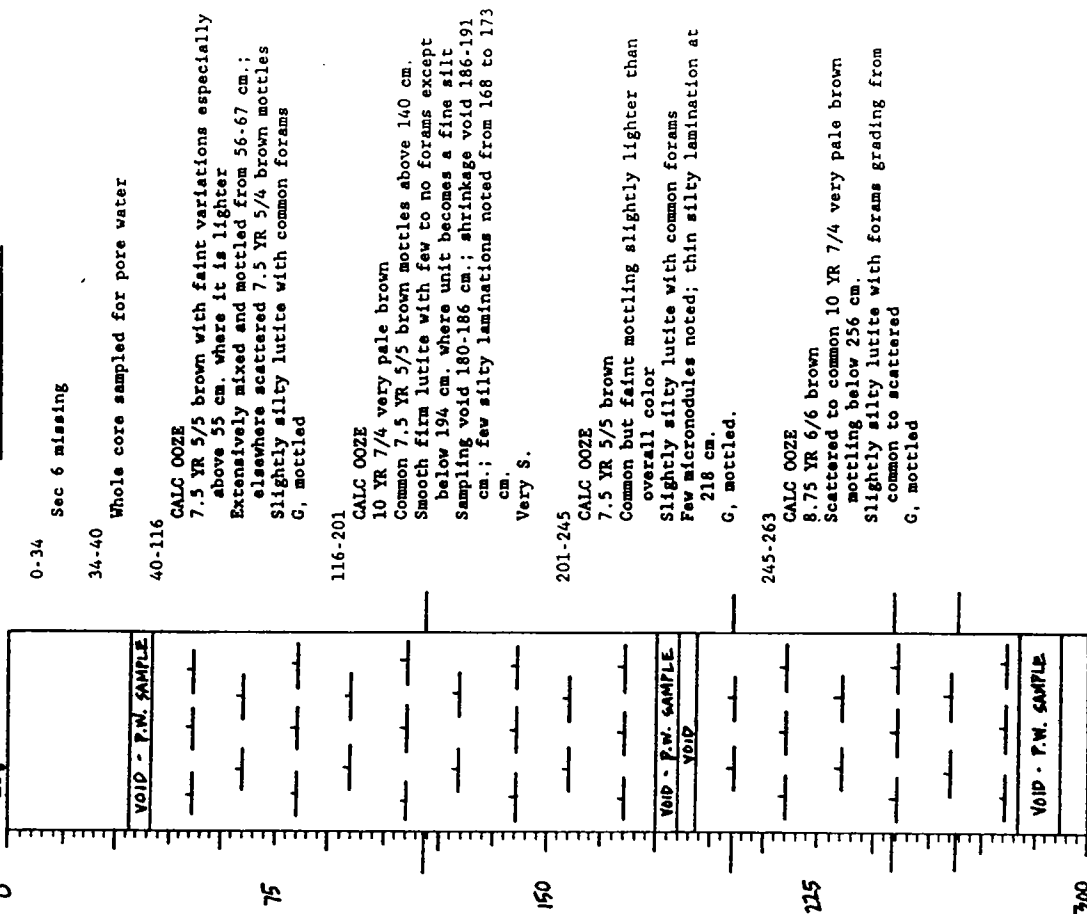 0-34
Sec 6 missing
34-40
Whole core sampled for pore water
40-116
CALC OOZE
7.5 YR 5/5 brown with faint variations especially
above 55 cm. where it is lighter
Extensively mixed and mottled from 56-67 cm.;
elsewhere scattered 7.5 YR 5/4 brown mottles
Slightly silty lutite with common forams
G, mottled
116-201
CALC OOZE
10 YR 7/4 very pale brown
Common 7.5 YR 5/5 brown mottles above 140 cm.
Smooth firm lutite with few to no forams except
below 194 cm. where unit becomes a fine silt
Sampling void 180-186 cm.; shrinkage void 186-191
cm.; few silty laminations noted from 168 to 173
cm.
Very S.
201-245
CALC OOZE
7.5 YR 5/5 brown
Common but faint mottling slightly lighter than
overall color
Slightly silty lutite with common forams
Few micronodules noted; thin silty lamination at
218 cm.
G, mottled.
245-263
CALC OOZE
8.75 YR 6/6 brown
Scattered to common 10 YR 7/4 very pale brown
mottling below 256 cm.
Slightly silty lutite with forams grading from
common to scattered
G, mottled
0
75
150
225
300
VOID - P.W. SAMPLE
VOID - P.W. SAMPLE
VOID
VOID - P.W. SAMPLE